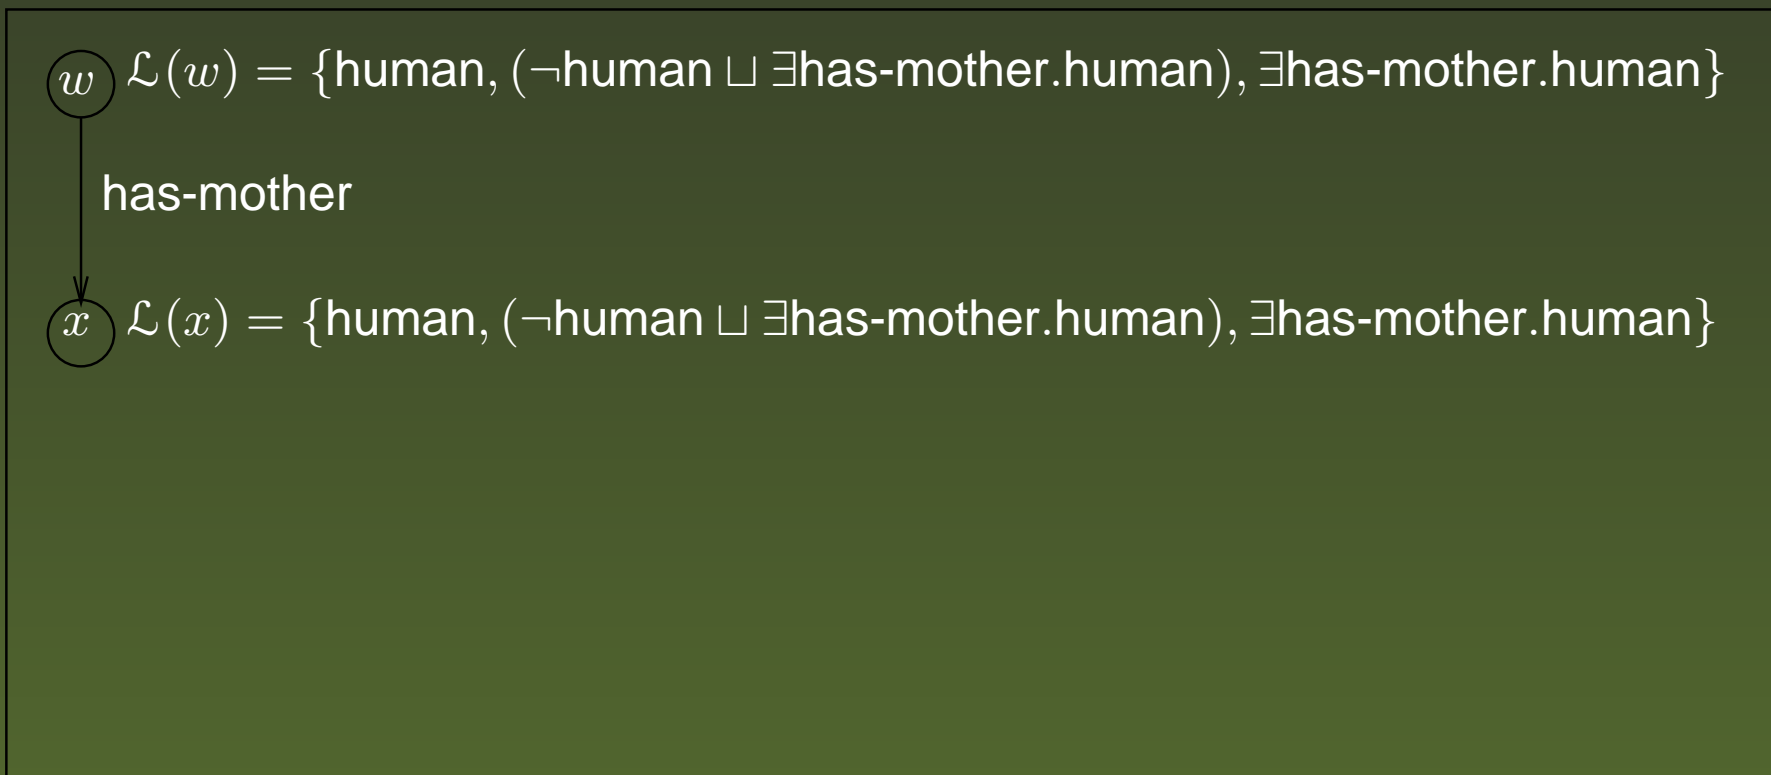 w ℒ(w) = {human, (¬human ⊔ ∃has-mother.human), ∃has-mother.human}
has-mother
x ℒ(x) = {human, (¬human ⊔ ∃has-mother.human), ∃has-mother.human}